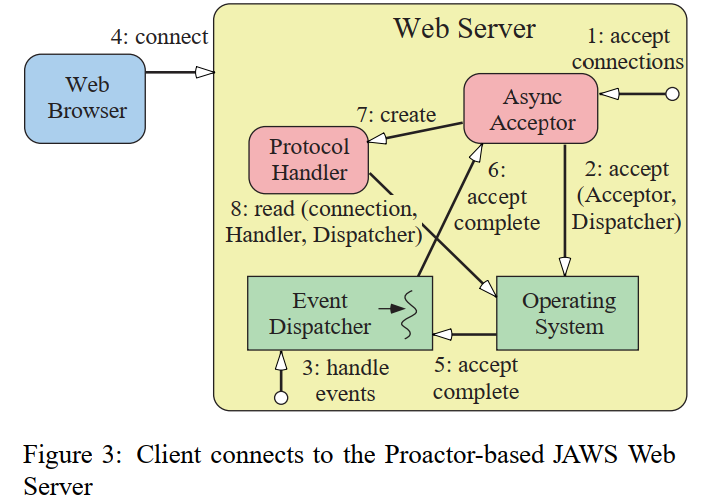 Web Server
4: connect
1: accept
connections
Web
Browser
Async
Acceptor
7: create
Protocol
Handler
6:
accept
complete
2: accept
(Acceptor,
Dispatcher)
8: read (connection,
Handler, Dispatcher)
Event
Dispatcher
Operating
System
3: handle
events
5: accept
complete
Figure 3: Client connects to the Proactor-based JAWS Web
Server